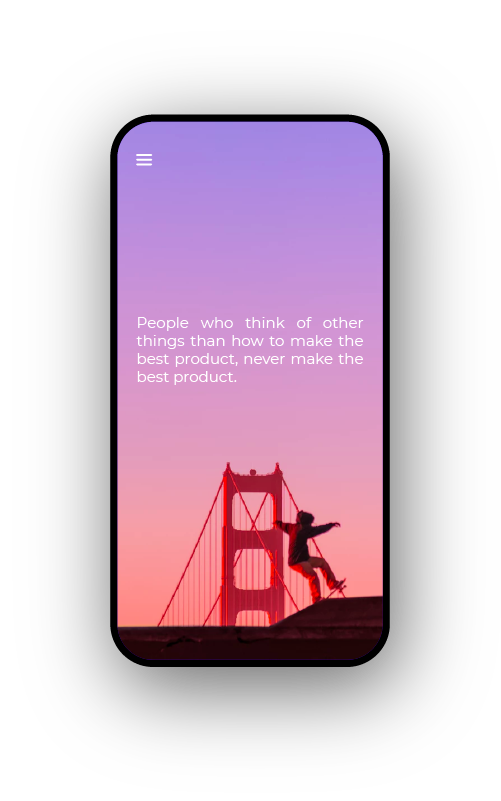 People who think of other
things than how to make the
best product, never make the
best product.